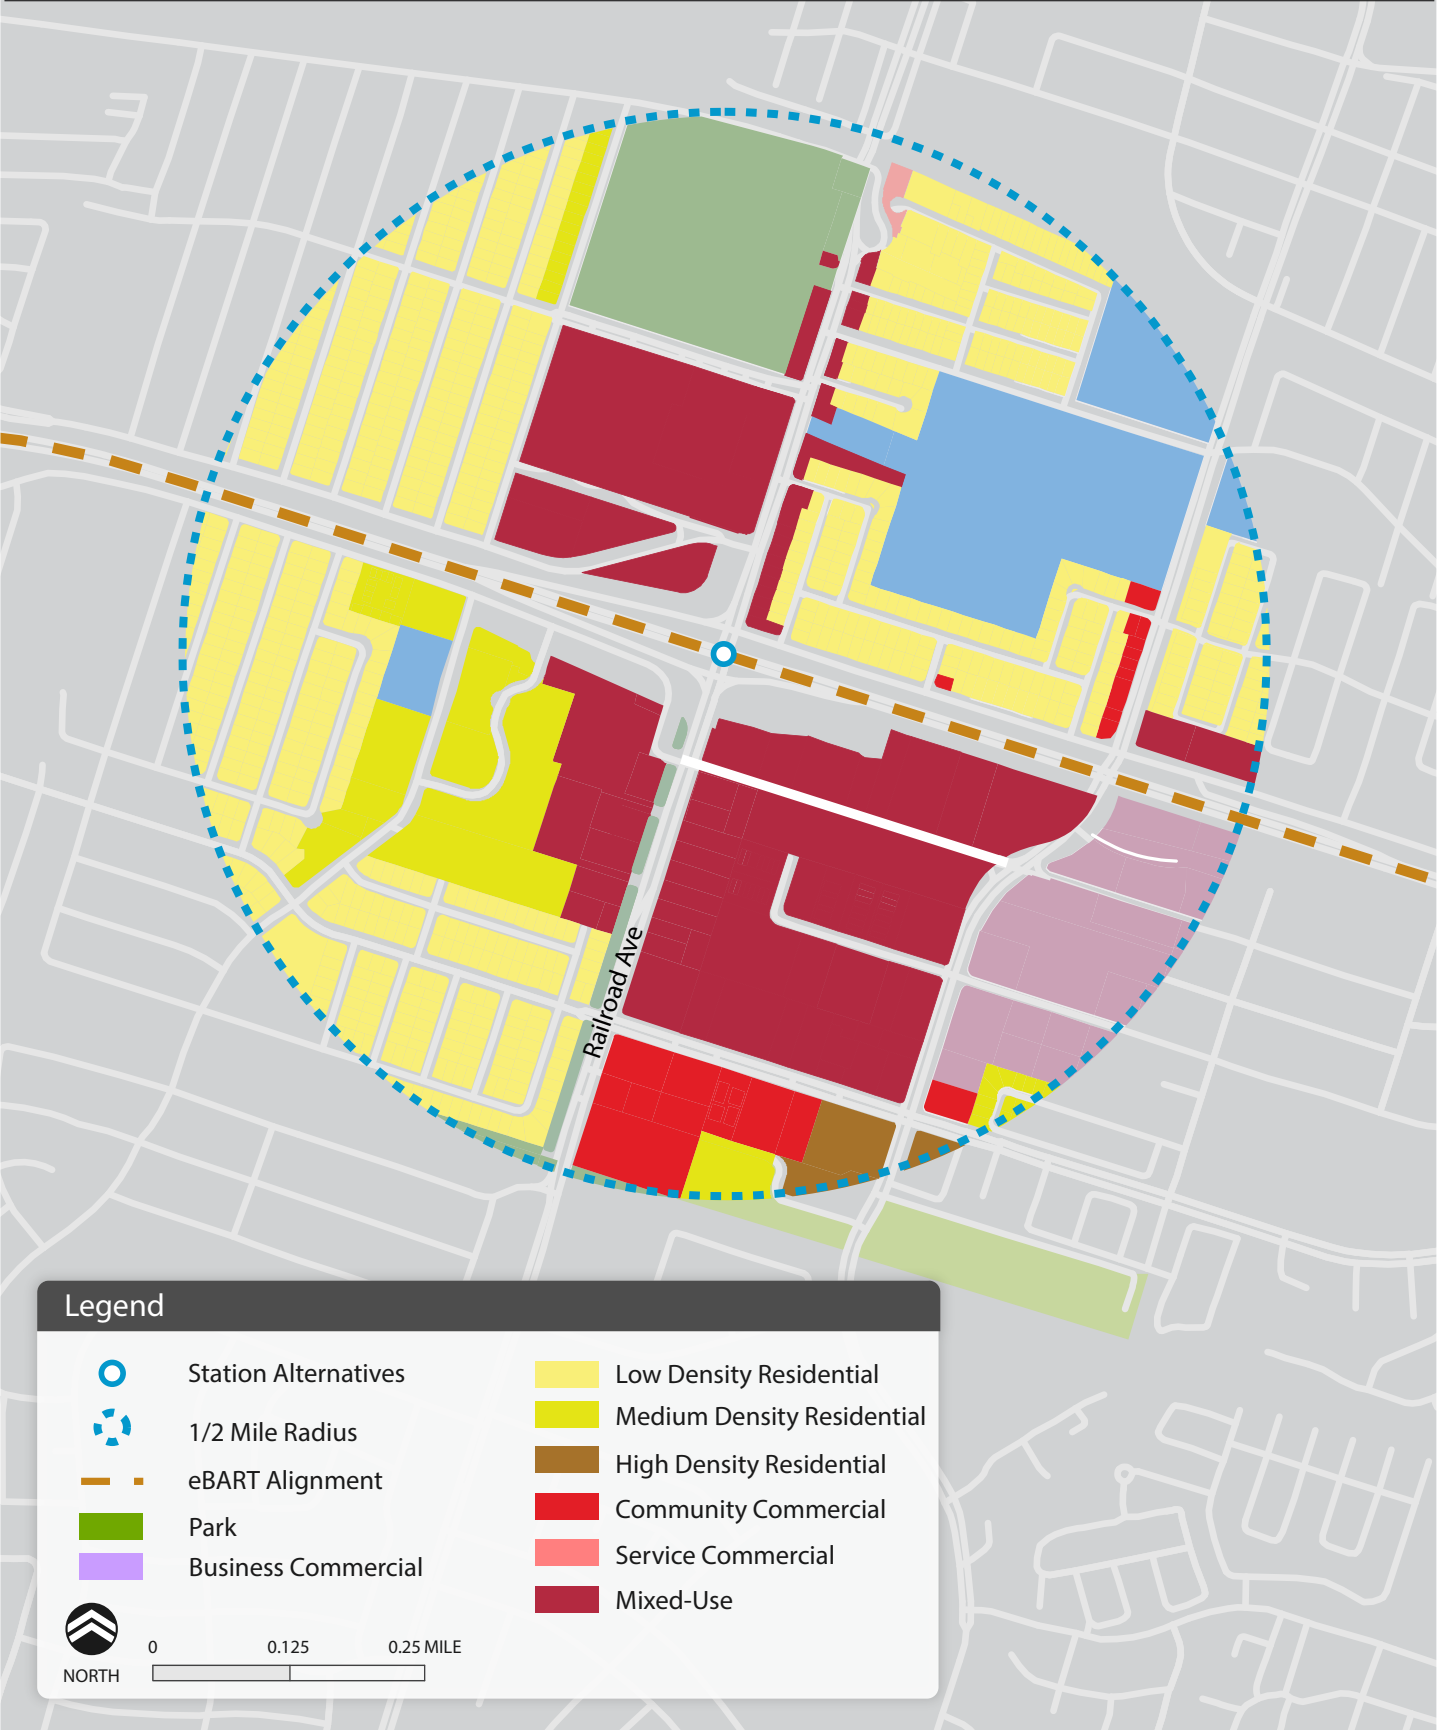 Railroad Ave
Legend
Station Alternatives
1/2 Mile Radius
eBART Alignment
Park
Business Commercial
Low Density Residential
Medium Density Residential
High Density Residential
Community Commercial
Service Commercial
Mixed-Use
NORTH
0 0.125 0.25 MILE